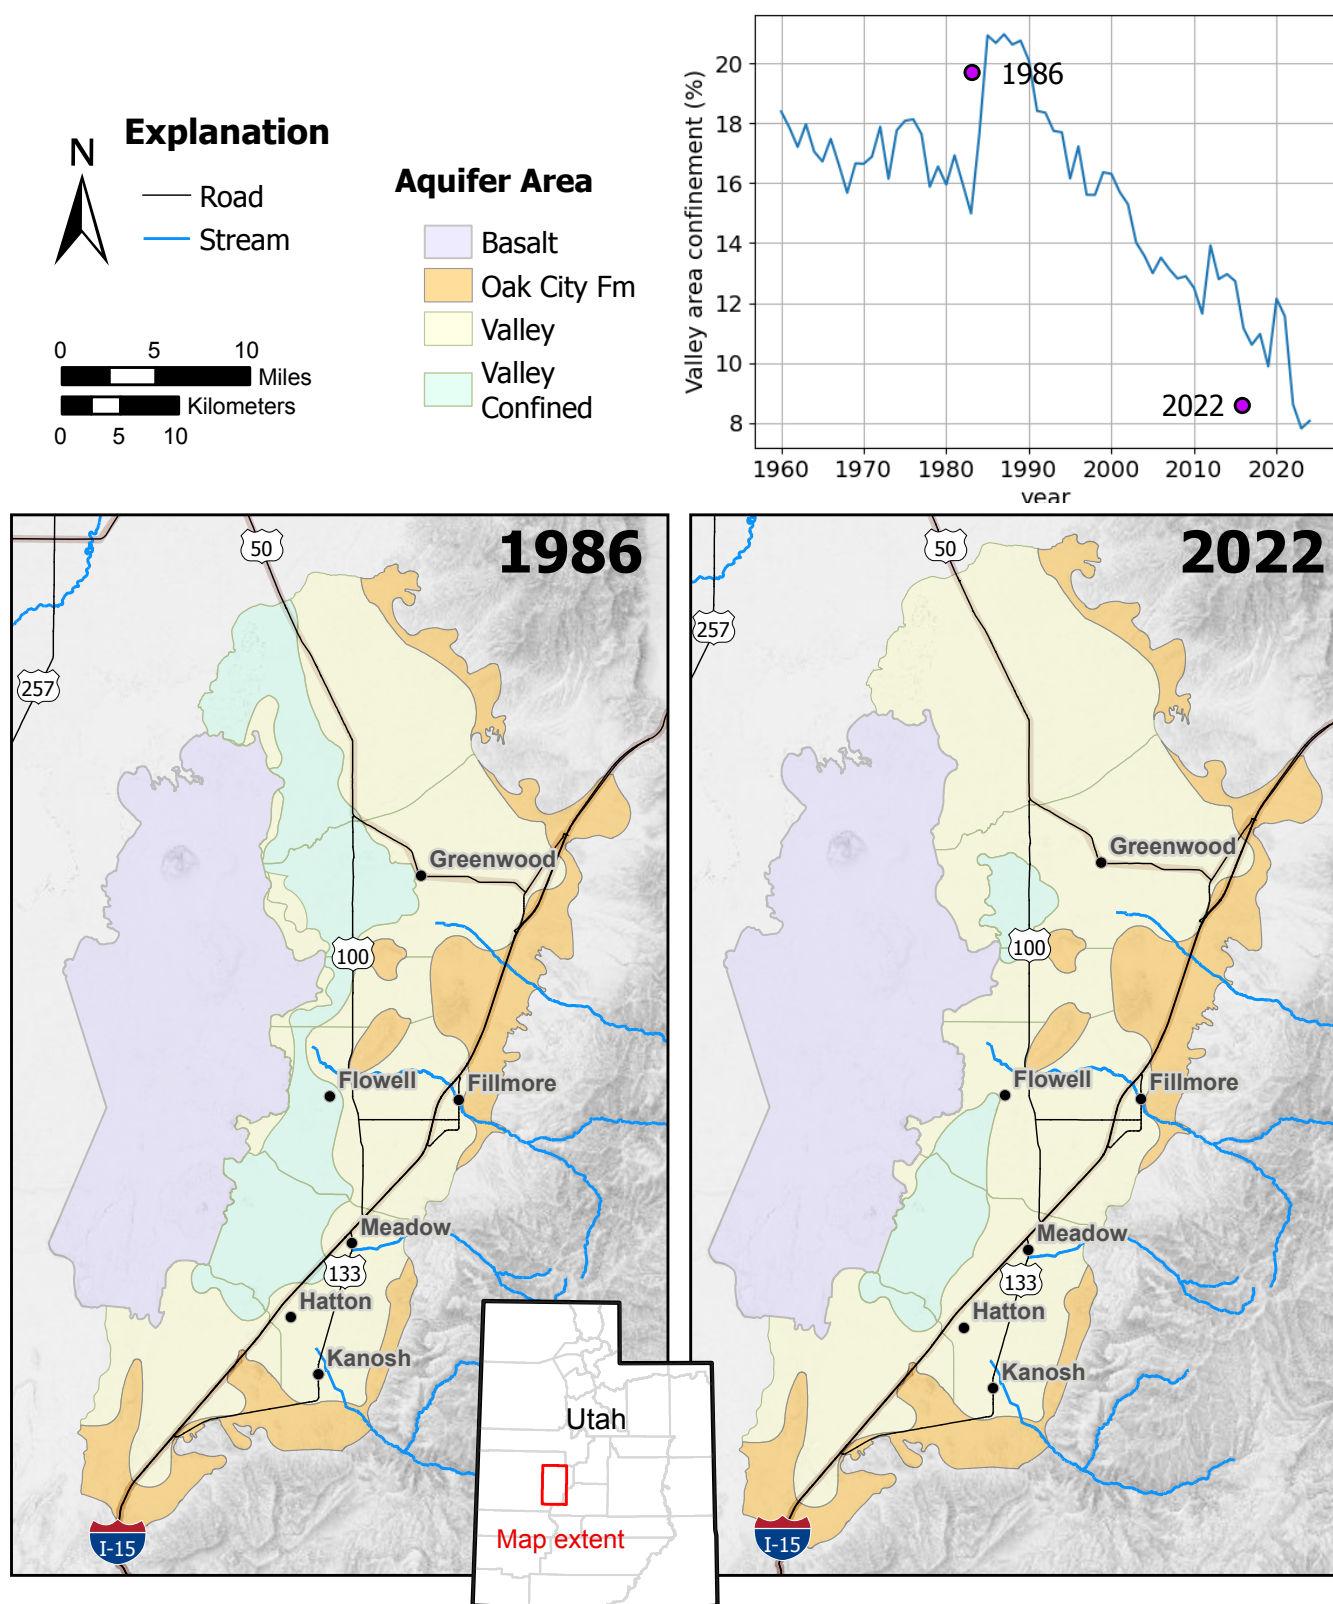 Explanation
N
Road
Stream
0 5 10
Miles
Kilometers
0 5 10
Aquifer Area
Basalt
Oak City Fm
Valley
Valley
Confined
Valley area confinement (%)
20
18
16
14
12
10
8
1986
2022
1960 1970 1980 1990 2000 2010 2020
year
1986
50
257
Greenwood
100
Flowell
Fillmore
Meadow
133
Hatton
Kanosh
I-15
Utah
Map extent
2022
50
257
Greenwood
100
Flowell
Fillmore
Meadow
133
Hatton
Kanosh
I-15